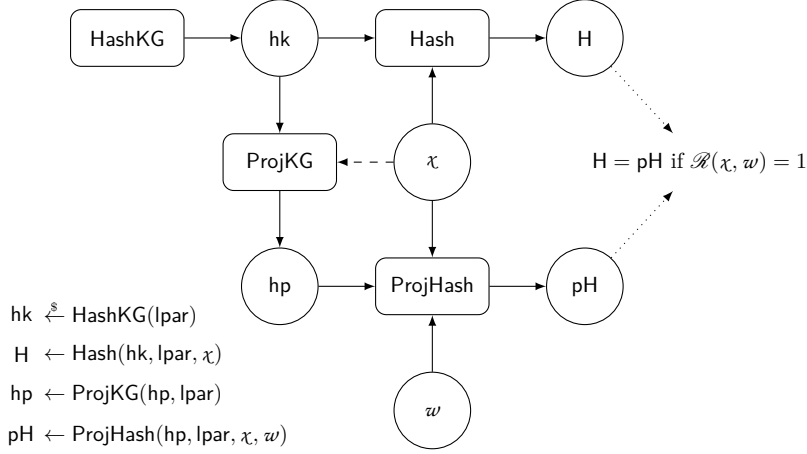 HashKG hk Hash H
ProjKG χ H = pH if ℛ(χ, w) = 1
hp ProjHash pH
w
hk ←$ HashKG(lpar)
H ← Hash(hk, lpar, χ)
hp ← ProjKG(hp, lpar)
pH ← ProjHash(hp, lpar, χ, w)